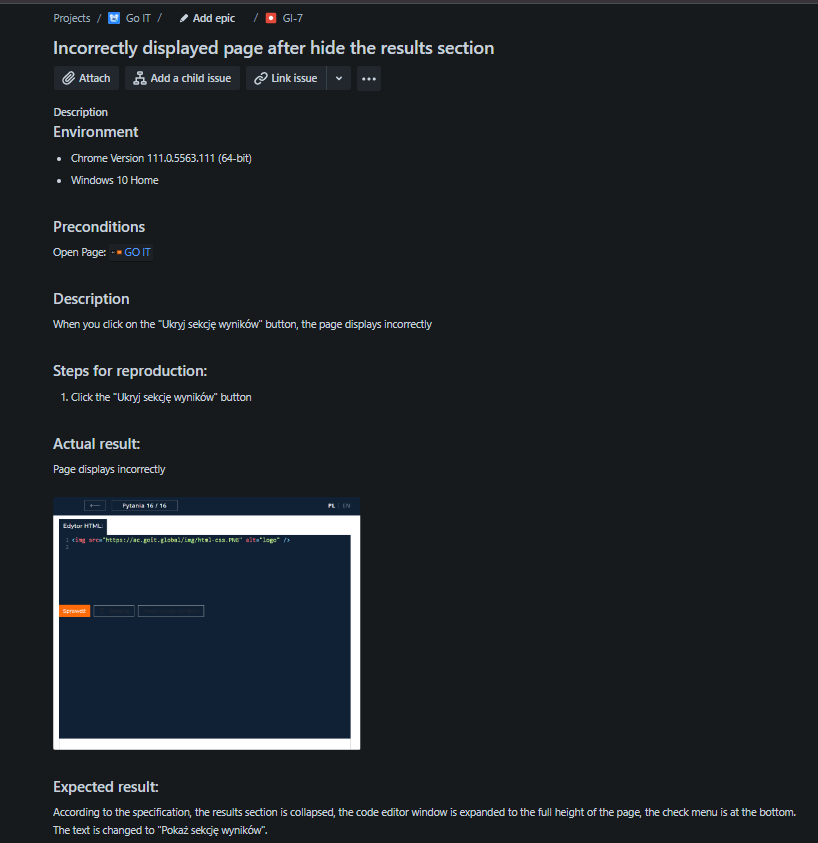 Projects / Go IT / Add epic / GI-7
Incorrectly displayed page after hide the results section
Attach Add a child issue Link issue
Description
Environment
• Chrome Version 111.0.5563.111 (64-bit)
• Windows 10 Home
Preconditions
Open Page: GO IT
Description
When you click on the "Ukryj sekcję wyników" button, the page displays incorrectly
Steps for reproduction:
1. Click the "Ukryj sekcję wyników" button
Actual result:
Page displays incorrectly
Pytania 16 / 16 PL | EN
Edytor HTML:
1 <img src="https://ac.goit.global/img/html-css.PNG" alt="logo" />
2
Sprawdź
Expected result:
According to the specification, the results section is collapsed, the code editor window is expanded to the full height of the page, the check menu is at the bottom.
The text is changed to "Pokaż sekcję wyników".